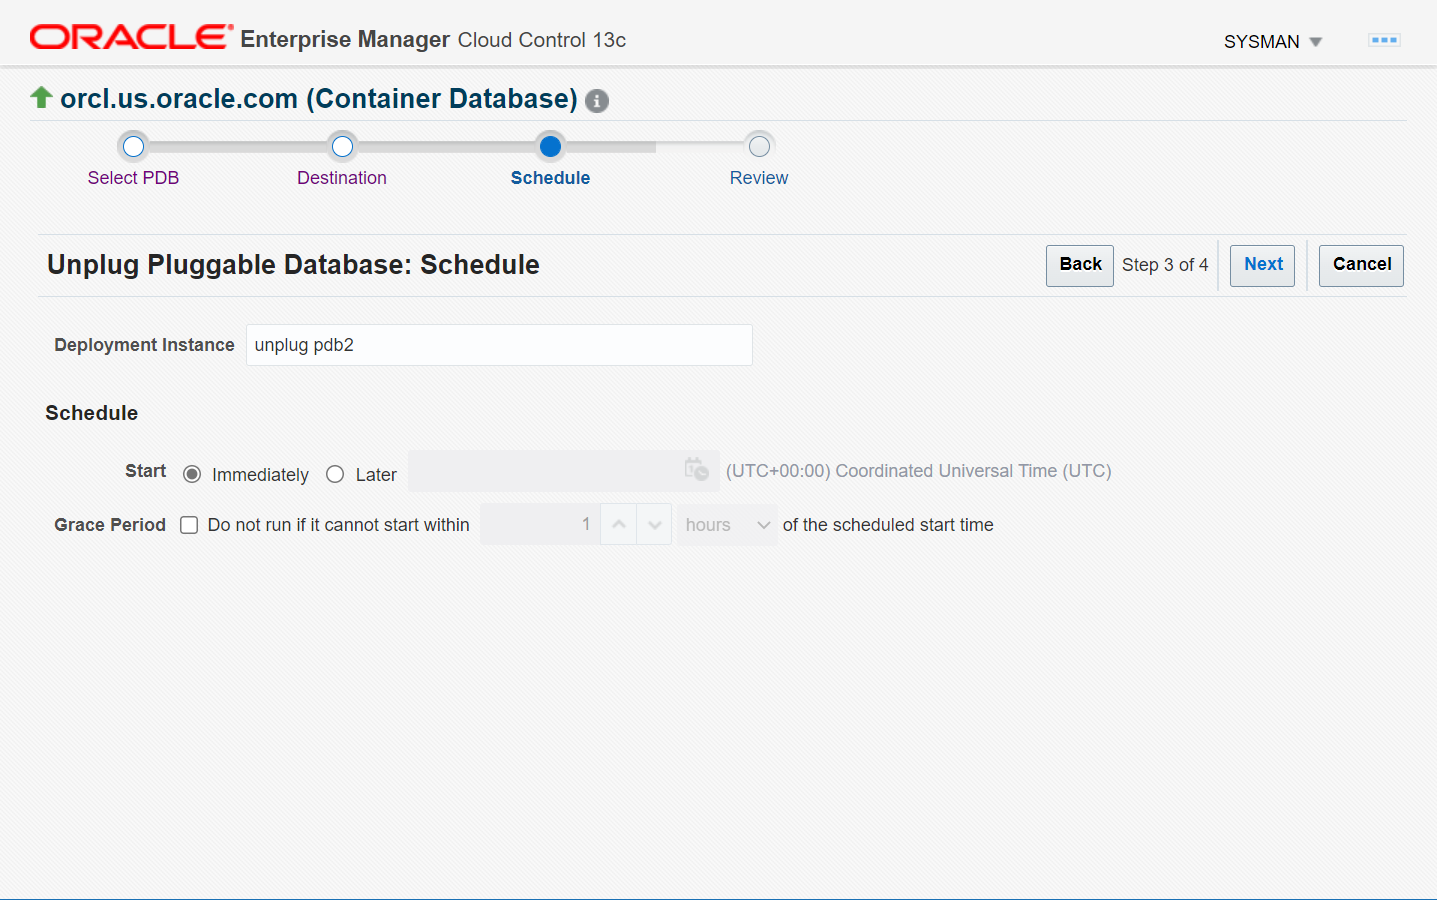 ORACLE Enterprise Manager Cloud Control 13c
SYSMAN
orcl.us.oracle.com (Container Database)
Select PDB Destination Schedule Review
Unplug Pluggable Database: Schedule
Back Step 3 of 4 Next Cancel
Deployment Instance unplug pdb2
Schedule
Start Immediately Later (UTC+00:00) Coordinated Universal Time (UTC)
Grace Period Do not run if it cannot start within 1 hours of the scheduled start time